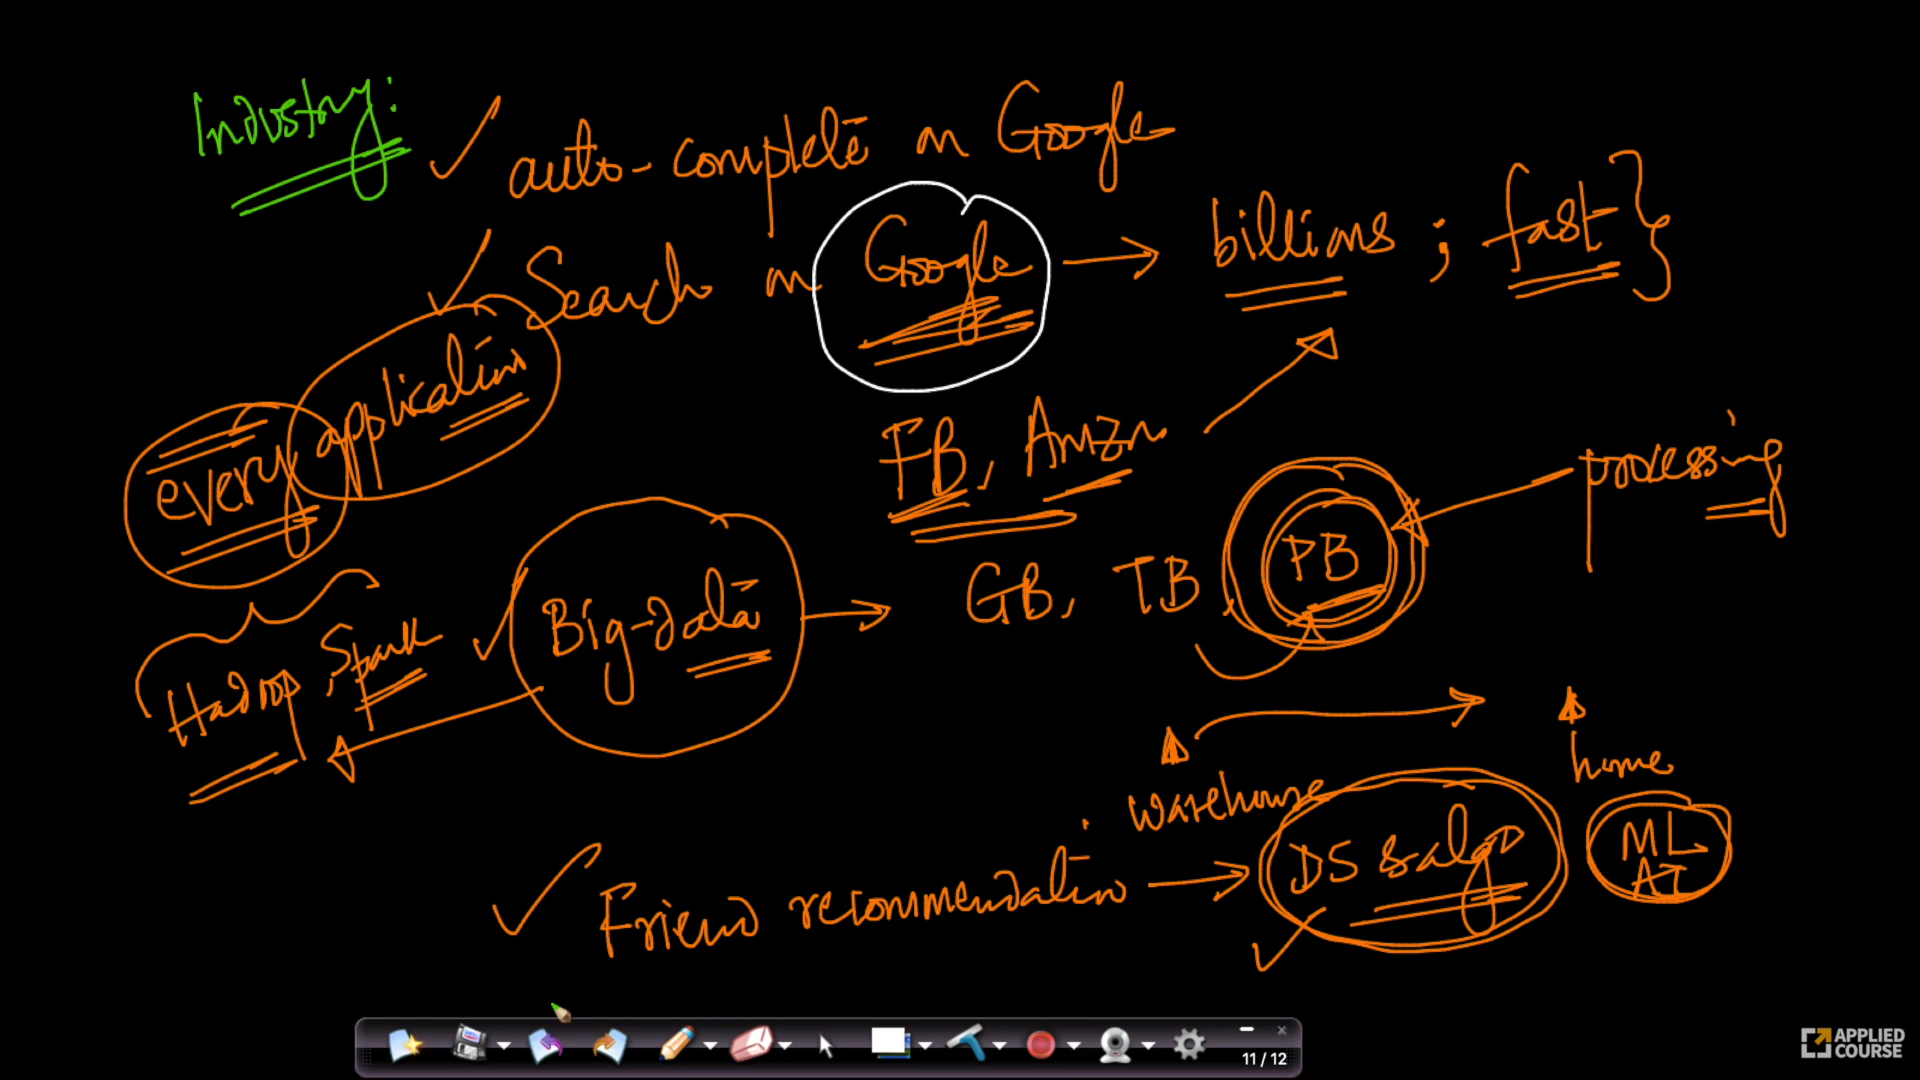 Industry:
auto-complete on Google
Search on Google → billions ; fast }
every application
FB, Amzn
processing
Big-data → GB, TB, PB
Hadoop, Spark
warehouse
home
Friend recommendation → DS & algo
ML
AI
11 / 12
APPLIED
COURSE